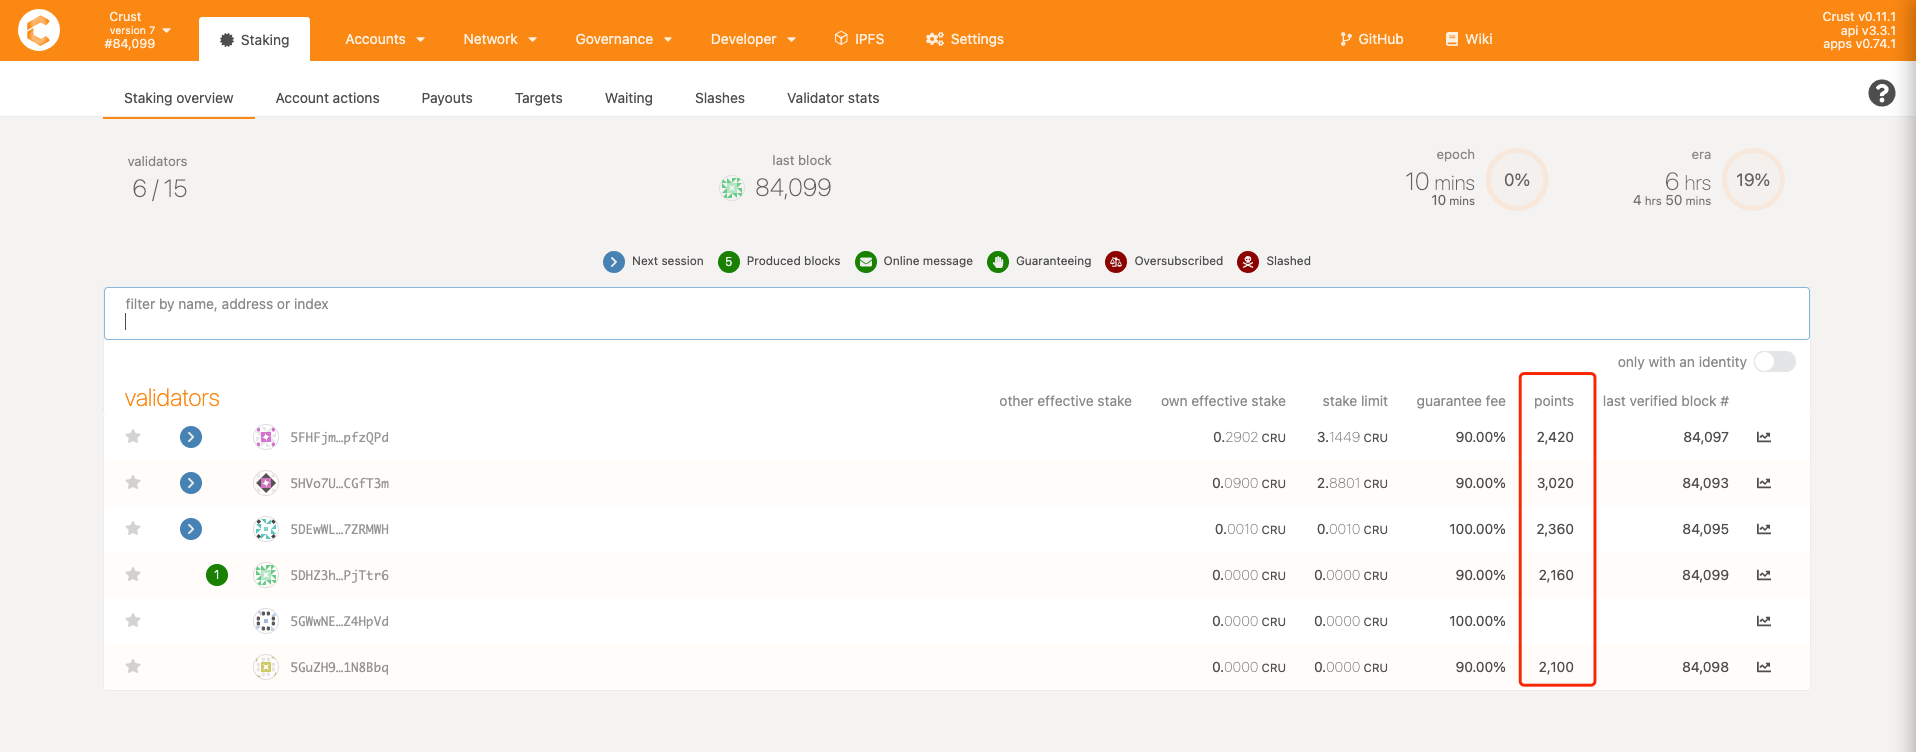 Crust
version 7
#84,099
Staking
Accounts
Network
Governance
Developer
IPFS
Settings
GitHub
Wiki
Crust v0.11.1
api v3.3.1
apps v0.74.1
Staking overview
Account actions
Payouts
Targets
Waiting
Slashes
Validator stats
?
validators
6 / 15
last block
84,099
epoch
10 mins
10 mins
0%
era
6 hrs
4 hrs 50 mins
19%
Next session
5 Produced blocks
Online message
Guaranteeing
Oversubscribed
Slashed
filter by name, address or index
only with an identity
validators other effective stake own effective stake stake limit guarantee fee points last verified block #
5FHFjm…pfzQPd 0.2902 CRU 3.1449 CRU 90.00% 2,420 84,097
5HVo7U…CGfT3m 0.0900 CRU 2.8801 CRU 90.00% 3,020 84,093
5DEwWL…7ZRMWH 0.0010 CRU 0.0010 CRU 100.00% 2,360 84,095
1 5DHZ3h…PjTtr6 0.0000 CRU 0.0000 CRU 90.00% 2,160 84,099
5GWwNE…Z4HpVd 0.0000 CRU 0.0000 CRU 100.00%
5GuZH9…1N8Bbq 0.0000 CRU 0.0000 CRU 90.00% 2,100 84,098